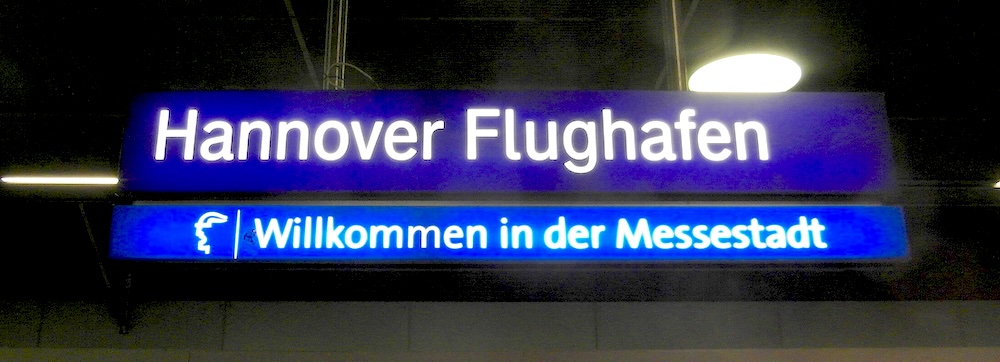 Hannover Flughafen
Willkommen in der Messestadt